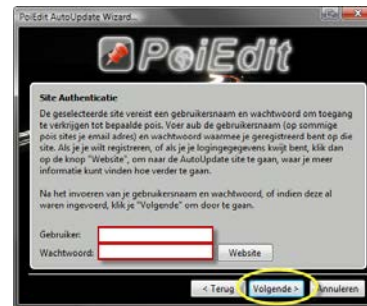 PoiEdit AutoUpdate Wizard...
PoiEdit
Site Authenticatie
De geselecteerde site vereist een gebruikersnaam en wachtwoord om toegang
te verkrijgen tot bepaalde pois. Voer aub de gebruikersnaam (op sommige
pois sites je email adres) en wachtwoord waarmee je geregistreerd bent op die
site. Als je je wilt registreren, of als je je logingegegevens kwijt bent, klik dan
op de knop "Website", om naar de AutoUpdate site te gaan, waar je meer
informatie kunt vinden hoe verder te gaan.
Na het invoeren van je gebruikersnaam en wachtwoord, of indien deze al
waren ingevoerd, klik je "Volgende" om door te gaan.
Gebruiker:
Wachtwoord:
Website
< Terug
Volgende >
Annuleren